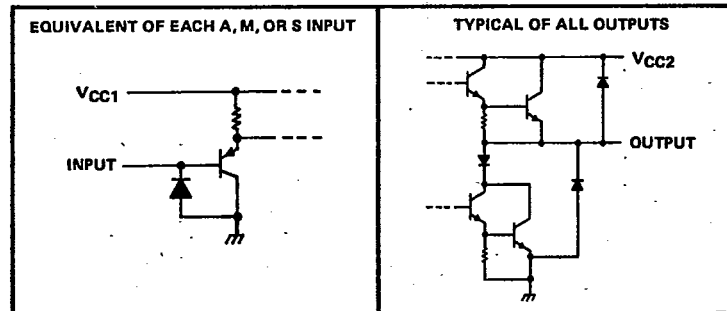 EQUIVALENT OF EACH A, M, OR S INPUT
VCC1
INPUT
TYPICAL OF ALL OUTPUTS
VCC2
OUTPUT